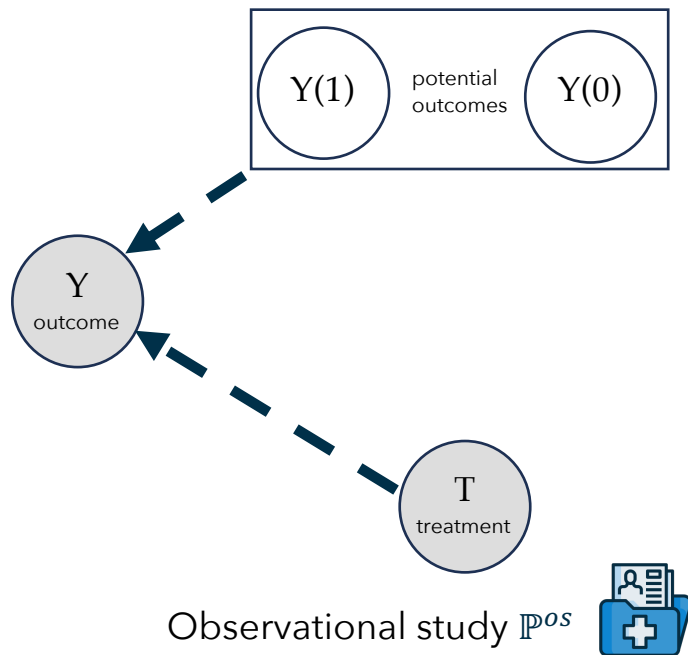 Y(1)
potential
outcomes
Y(0)
Y
outcome
T
treatment
Observational study ℙ^{os}